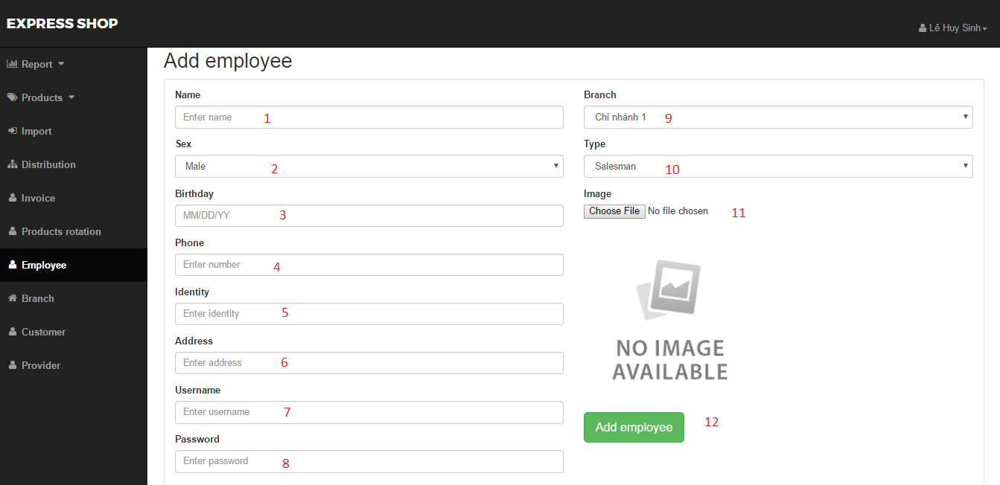 EXPRESS SHOP
Lê Huy Sinh
Report
Products
Import
Distribution
Invoice
Products rotation
Employee
Branch
Customer
Provider
Add employee
Name
Enter name 1
Sex
Male 2
Birthday
MM/DD/YY 3
Phone
Enter number 4
Identity
Enter identity 5
Address
Enter address 6
Username
Enter username 7
Password
Enter password 8
Branch
Chi nhánh 1 9
Type
Salesman 10
Image
Choose File No file chosen 11
NO IMAGE
AVAILABLE
Add employee 12